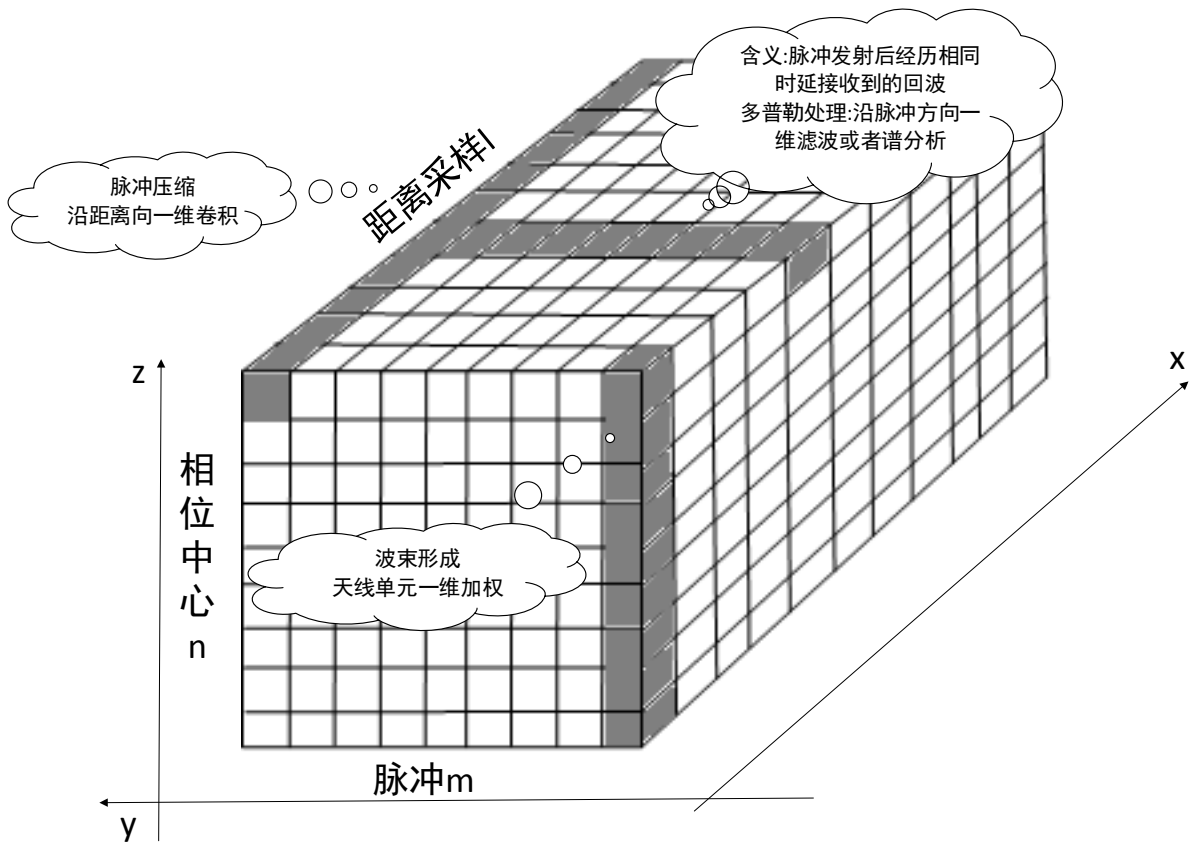 含义:脉冲发射后经历相同
时延接收到的回波
多普勒处理:沿脉冲方向一
维滤波或者谱分析
脉冲压缩
沿距离向一维卷积
距离采样l
z
x
相位中心n
波束形成
天线单元一维加权
脉冲m
y